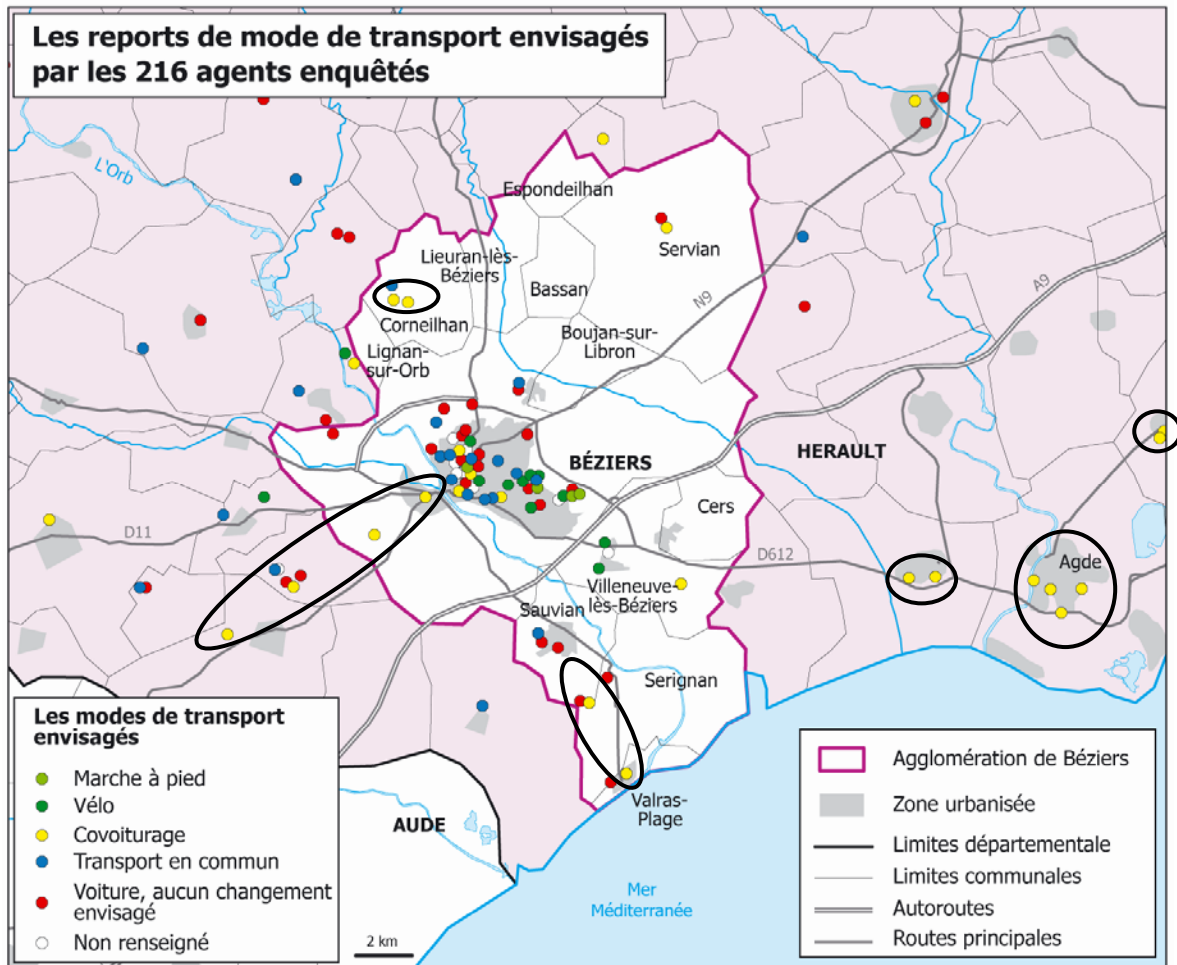 Les reports de mode de transport envisagés
par les 216 agents enquêtés
L'Orb
Espondeilhan
Servian
Lieuran-lès-
Béziers
Bassan
A9
N9
Corneilhan
Boujan-sur-
Libron
Lignan-
sur-Orb
BÉZIERS
HERAULT
Cers
D11
D612
Agde
Villeneuve-
lès-Béziers
Sauvian
Serignan
Valras-
Plage
AUDE
Mer
Méditerranée
Les modes de transport
envisagés
Marche à pied
Vélo
Covoiturage
Transport en commun
Voiture, aucun changement
envisagé
Non renseigné
2 km
Agglomération de Béziers
Zone urbanisée
Limites départementale
Limites communales
Autoroutes
Routes principales